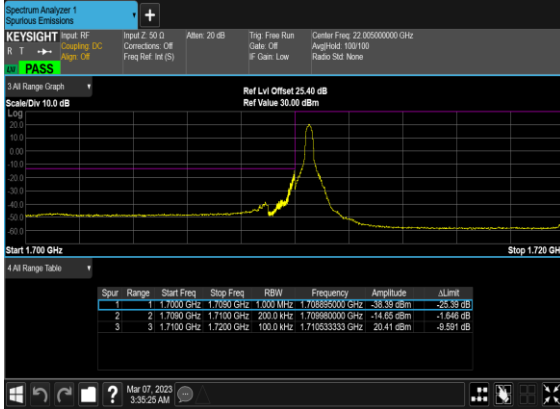 Spectrum Analyzer 1
Spurious Emissions
KEYSIGHT Input: RF Input Z: 50 Ω Atten: 20 dB Trig: Free Run Center Freq: 22.005000000 GHz
R T Coupling: DC Corrections: Off Gate: Off Avg|Hold: 100/100
Align: Off Freq Ref: Int (S) IF Gain: Low Radio Std: None
PASS
3 All Range Graph
Ref Lvl Offset 25.40 dB
Scale/Div 10.0 dB Ref Value 30.00 dBm
Log
20.0
10.0
0.00
-10.0
-20.0
-30.0
-40.0
-50.0
-60.0
Start 1.700 GHz Stop 1.720 GH
4 All Range Table
Spur Range Start Freq Stop Freq RBW Frequency Amplitude ΔLimit
1 1 1.7000 GHz 1.7090 GHz 1.000 MHz 1.708895000 GHz -38.39 dBm -25.39 dB
2 2 1.7090 GHz 1.7100 GHz 200.0 kHz 1.709980000 GHz -14.65 dBm -1.646 dB
3 3 1.7100 GHz 1.7200 GHz 100.0 kHz 1.710533333 GHz 20.41 dBm -9.591 dB
Mar 07, 2023
3:35:25 AM